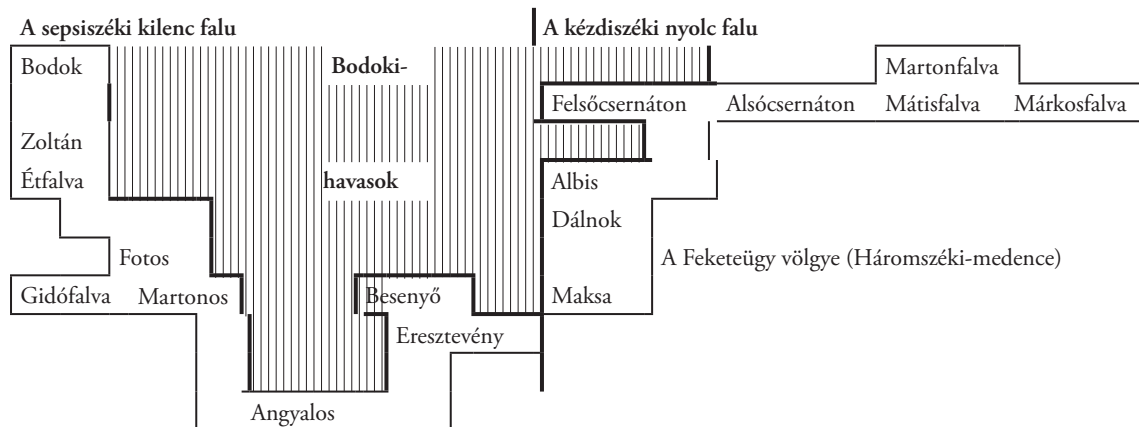 A sepsiszéki kilenc falu A kézdiszéki nyolc falu
Bodok Bodoki- Martonfalva
Felsőcsernáton Alsócsernáton Mátisfalva Márkosfalva
Zoltán
Étfalva havasok Albis
Dálnok
Fotos A Feketeügy völgye (Háromszéki-medence)
Gidófalva Martonos Besenyő Maksa
Eresztevény
Angyalos